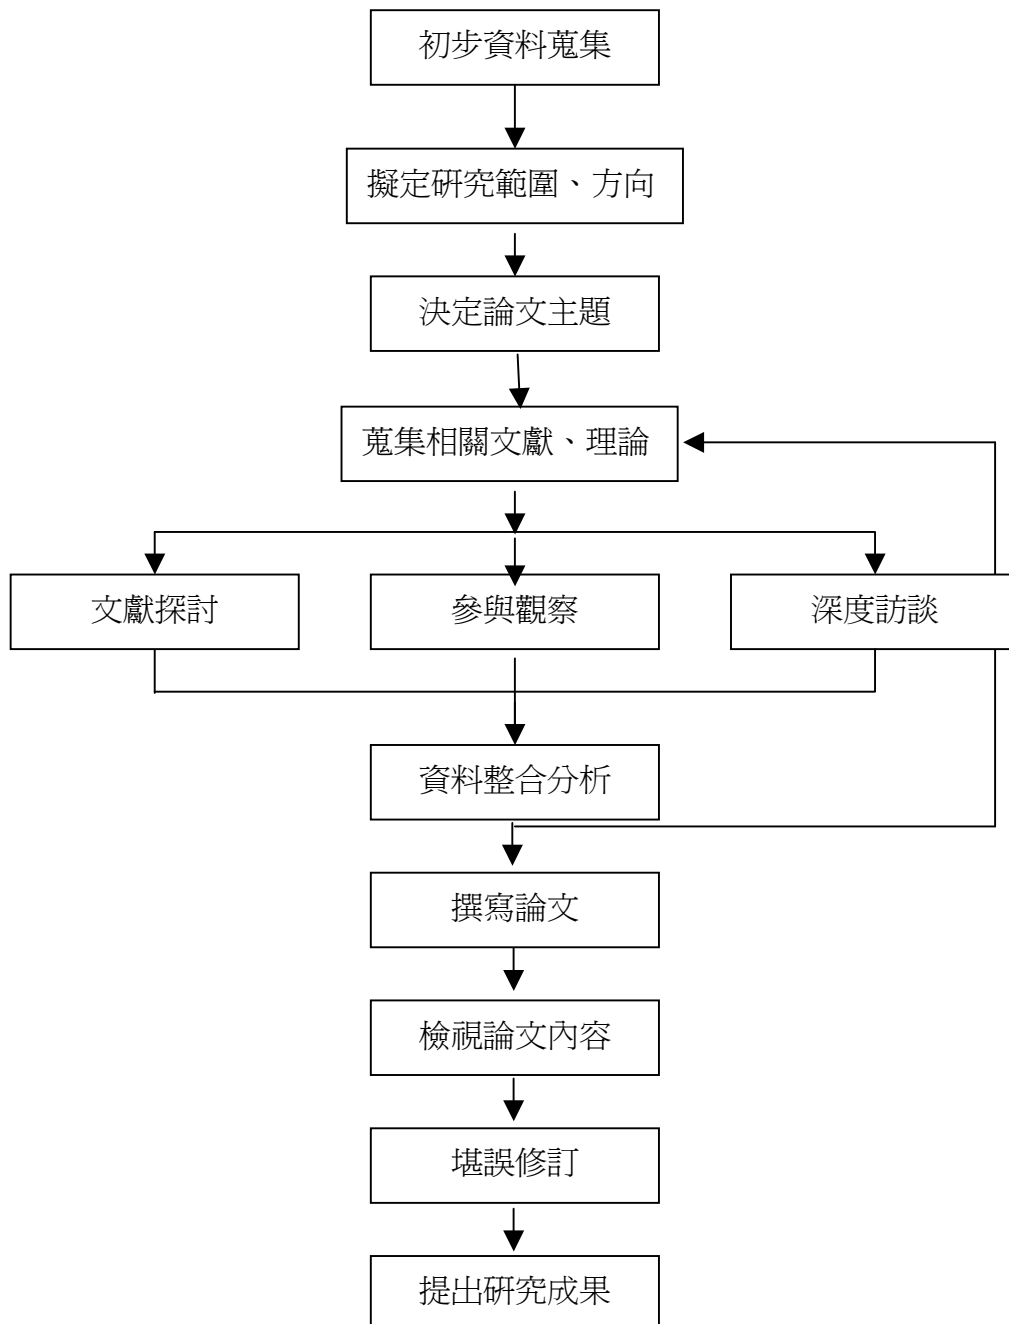 初步資料蒐集
擬定研究範圍、方向
決定論文主題
蒐集相關文獻、理論
文獻探討
參與觀察
深度訪談
資料整合分析
撰寫論文
檢視論文內容
堪誤修訂
提出研究成果